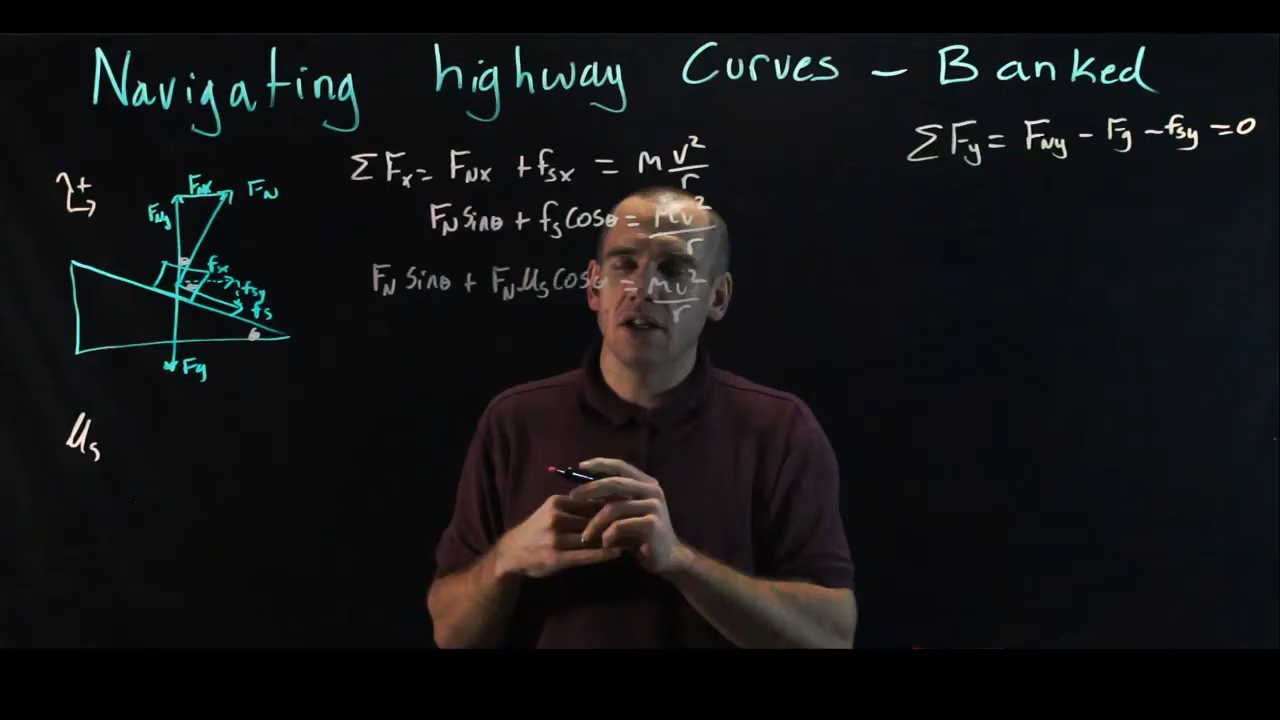 Navigating highway Curves – Banked
ΣFy = FNy – Fg – fsy = 0
ΣFx = FNx + fsx = m v²/r
FN sinθ + fs cosθ = mv²/r
FN sinθ + FN μs cosθ = mv²/r
+
FNx
FN
FNy
θ
fx
fsy
θ
fs
θ
Fg
μs